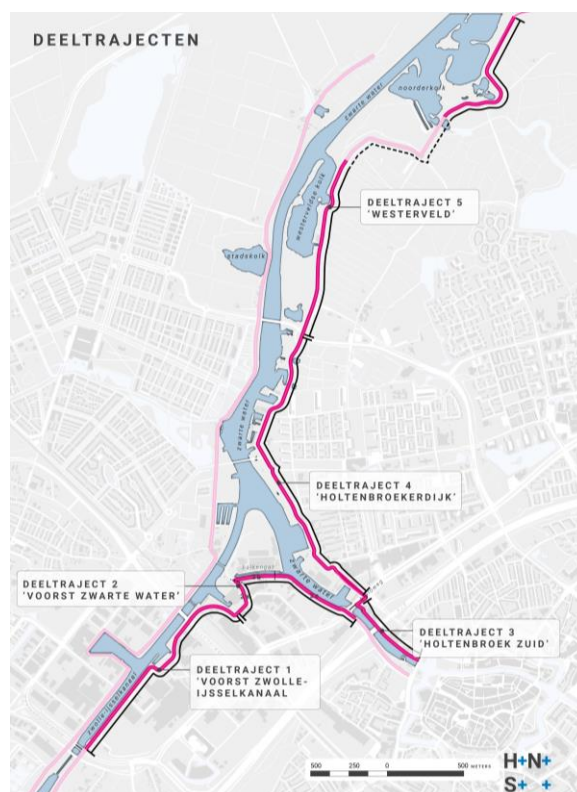 DEELTRAJECTEN
noorderkolk
zwarte water
DEELTRAJECT 5
'WESTERVELD'
westerveldse kolk
stadskolk
zwarte water
DEELTRAJECT 4
'HOLTENBROEKERDIJK'
zwarte water
DEELTRAJECT 2
'VOORST ZWARTE WATER'
DEELTRAJECT 3
'HOLTENBROEK ZUID'
DEELTRAJECT 1
'VOORST ZWOLLE-
IJSSELKANAAL
zwolle-ijsselkanaal
500 250 0 500 METERS
H+N+
S+ +